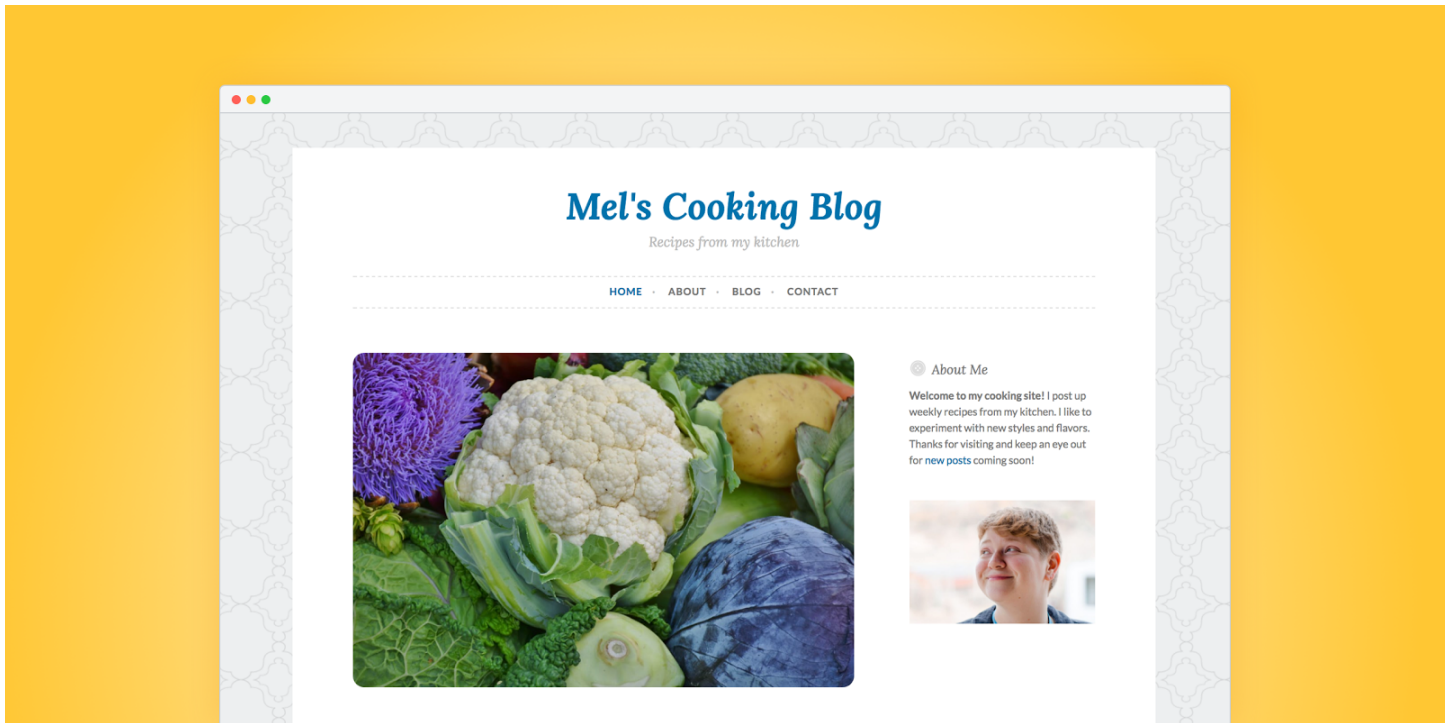 Mel's Cooking Blog
Recipes from my kitchen
HOME • ABOUT • BLOG • CONTACT
About Me
Welcome to my cooking site! I post up
weekly recipes from my kitchen. I like to
experiment with new styles and flavors.
Thanks for visiting and keep an eye out
for new posts coming soon!